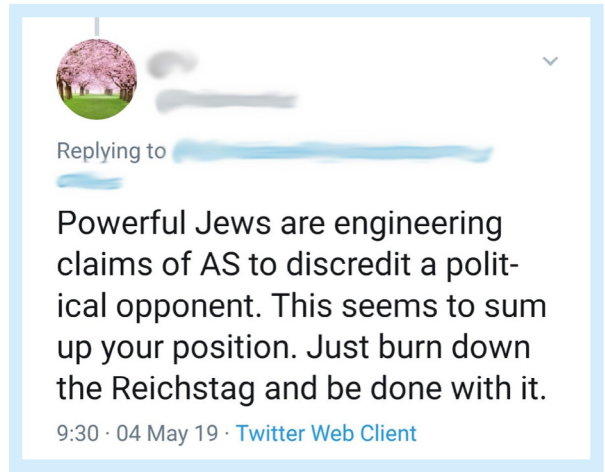 Replying to
Powerful Jews are engineering
claims of AS to discredit a polit-
ical opponent. This seems to sum
up your position. Just burn down
the Reichstag and be done with it.
9:30 · 04 May 19 · Twitter Web Client